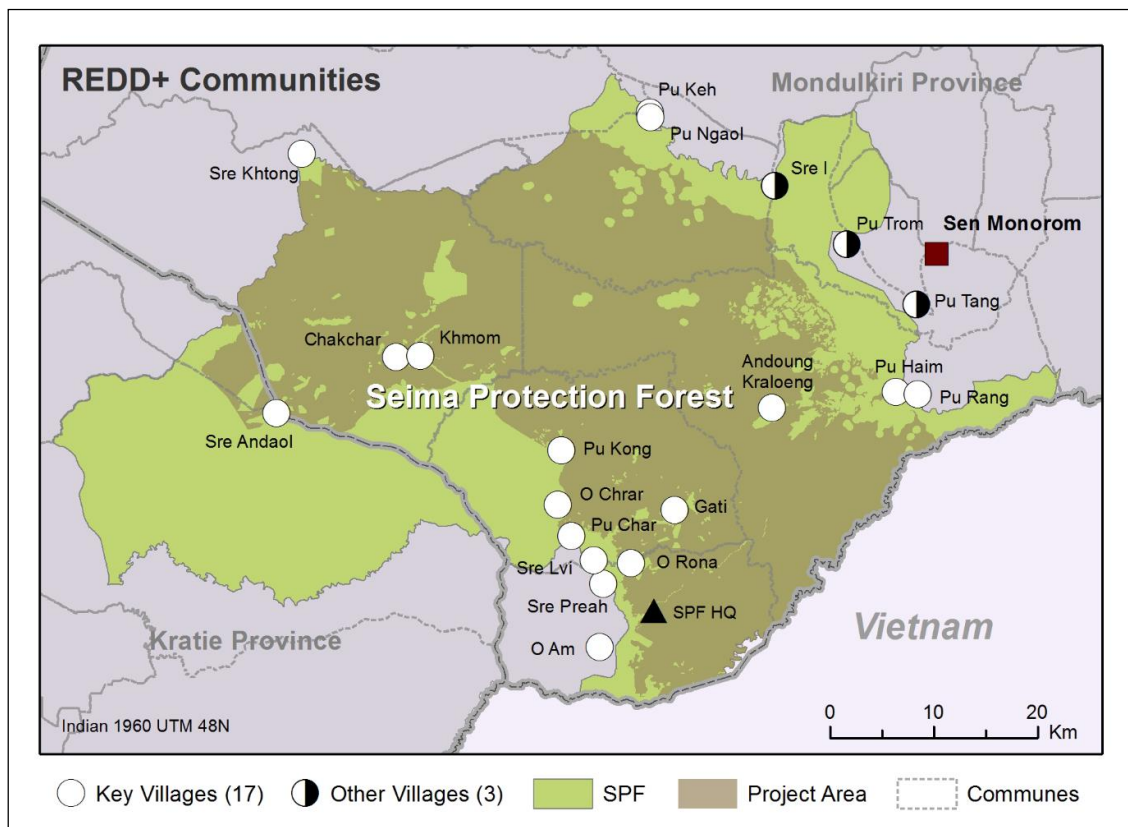 REDD+ Communities
Mondulkiri Province
Pu Keh
Pu Ngaol
Sre Khtong
Sre I
Pu Trom
Sen Monorom
Pu Tang
Chakchar
Khmom
Andoung
Kraloeng
Pu Haim
Pu Rang
Seima Protection Forest
Sre Andaol
Pu Kong
O Chrar
Gati
Pu Char
Sre Lvi
O Rona
Sre Preah
SPF HQ
Vietnam
Kratie Province
O Am
Indian 1960 UTM 48N
0 10 20
Km
Key Villages (17) Other Villages (3) SPF Project Area Communes